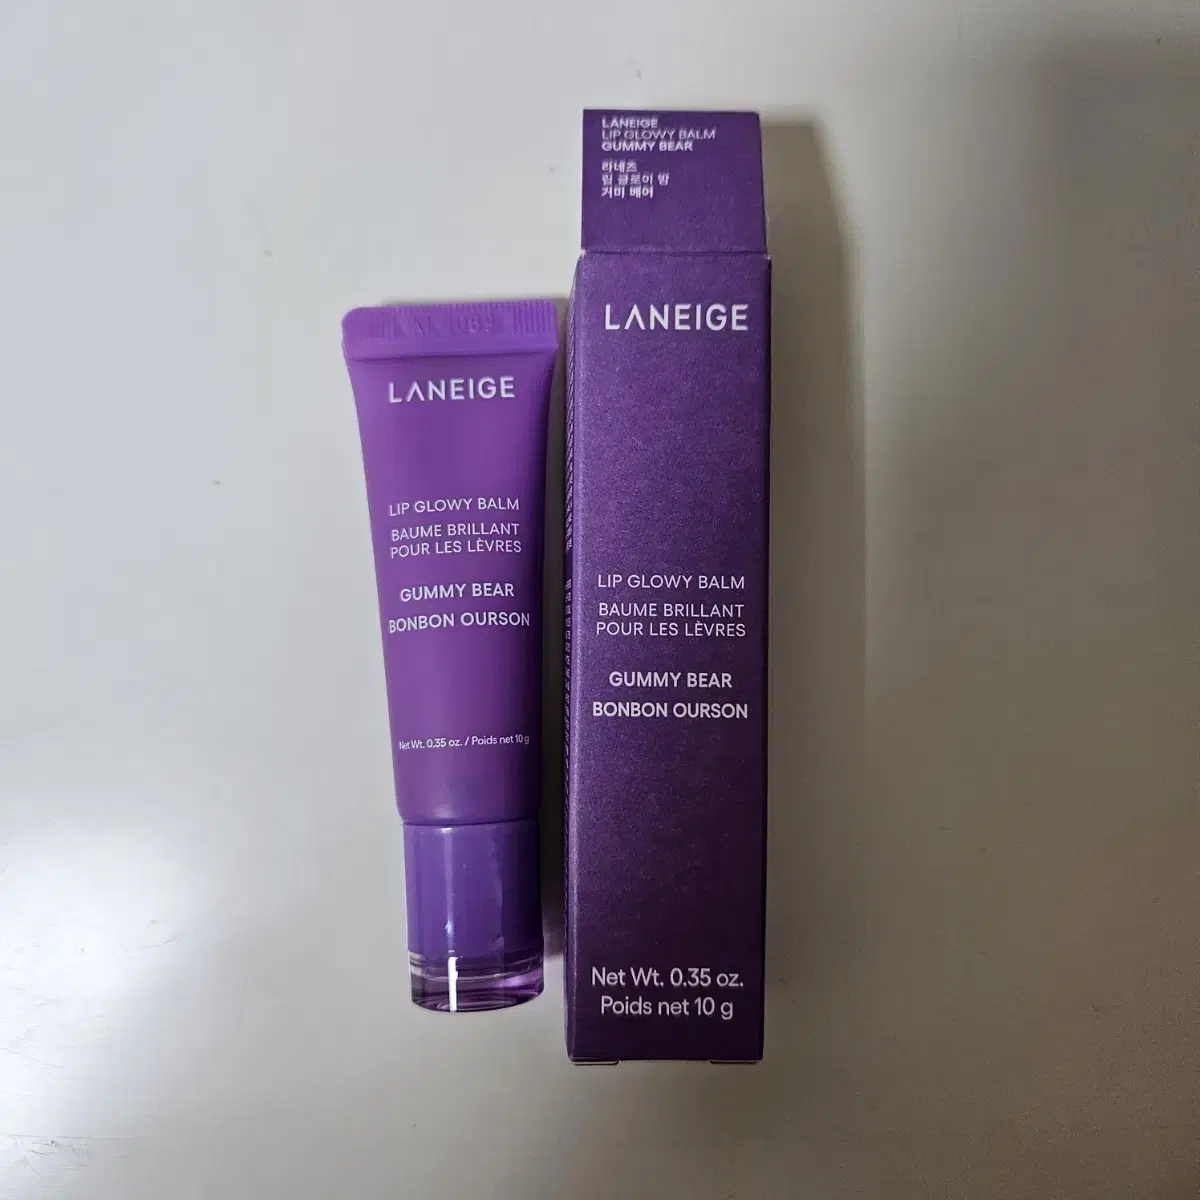 LANEIGE
LIP GLOWY BALM
GUMMY BEAR
라네즈
립 글로이 밤
거미 베어
LANEIGE
LIP GLOWY BALM
BAUME BRILLANT
POUR LES LÈVRES
GUMMY BEAR
BONBON OURSON
Net Wt. 0.35 oz.
Poids net 10 g
LANEIGE
LIP GLOWY BALM
BAUME BRILLANT
POUR LES LÈVRES
GUMMY BEAR
BONBON OURSON
Net Wt. 0.35 oz. / Poids net 10 g